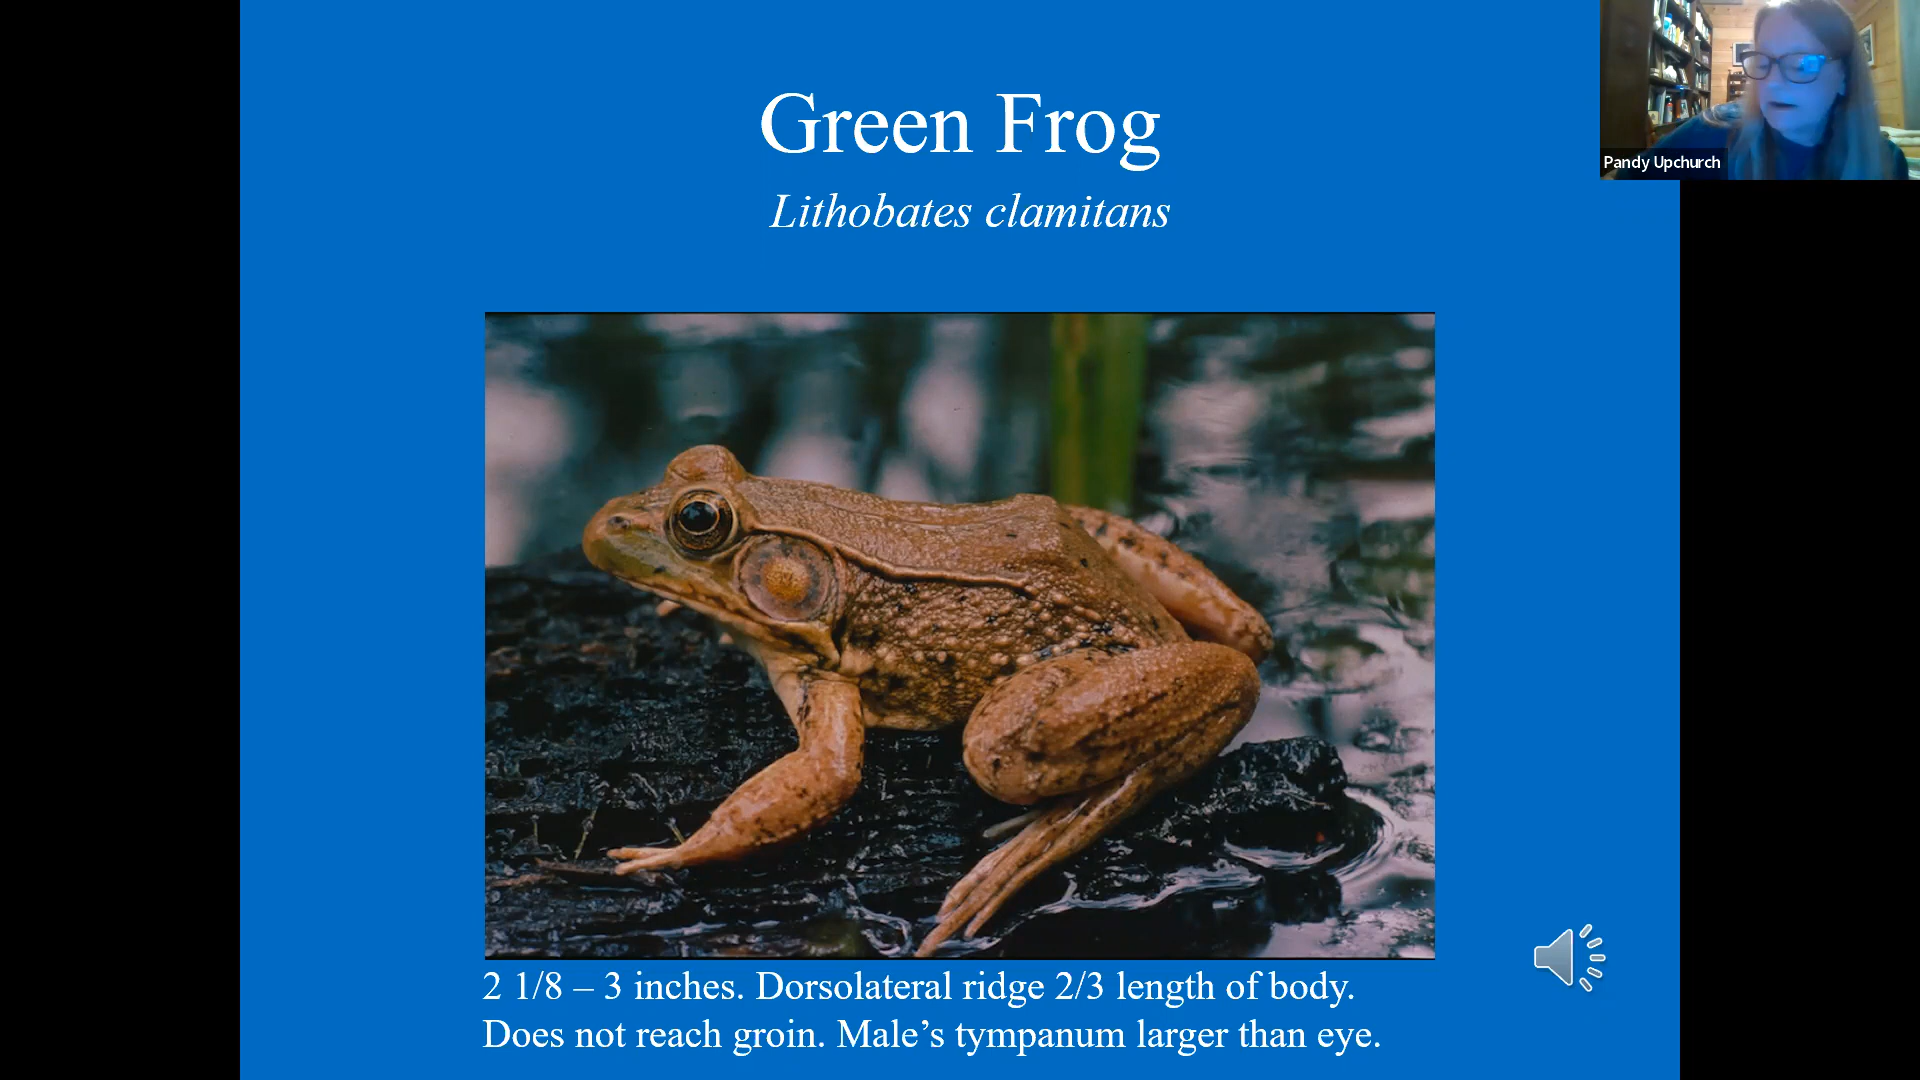 Green Frog
Lithobates clamitans
Pandy Upchurch
2 1/8 – 3 inches. Dorsolateral ridge 2/3 length of body.
Does not reach groin. Male’s tympanum larger than eye.